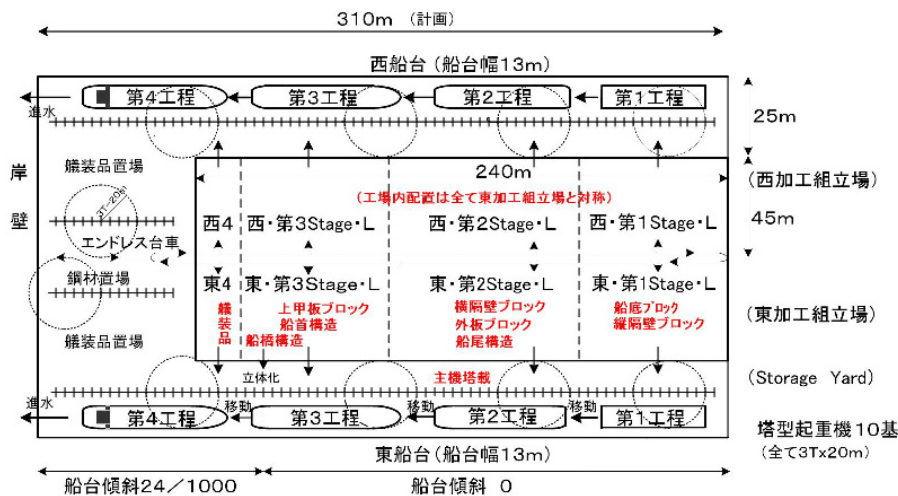 310m (計画)
西船台 (船台幅13m)
第4工程 第3工程 第2工程 第1工程
進水
25m
艤装品置場
240m
(西加工組立場)
岸壁
(工場内配置は全て東加工組立場と対称)
3T-20m
西4 西・第3Stage・L 西・第2Stage・L 西・第1Stage・L
45m
エンドレス台車
鋼材置場
東4 東・第3Stage・L 東・第2Stage・L 東・第1Stage・L
艤装品
上甲板ブロック
船首構造
船橋構造
横隔壁ブロック
外板ブロック
船尾構造
船底ブロック
縦隔壁ブロック
(東加工組立場)
艤装品置場
立体化
主機塔載
(Storage Yard)
進水
第4工程 移動 第3工程 移動 第2工程 移動 第1工程
塔型起重機10基
(全て3Tx20m)
東船台 (船台幅13m)
船台傾斜24/1000 船台傾斜 0